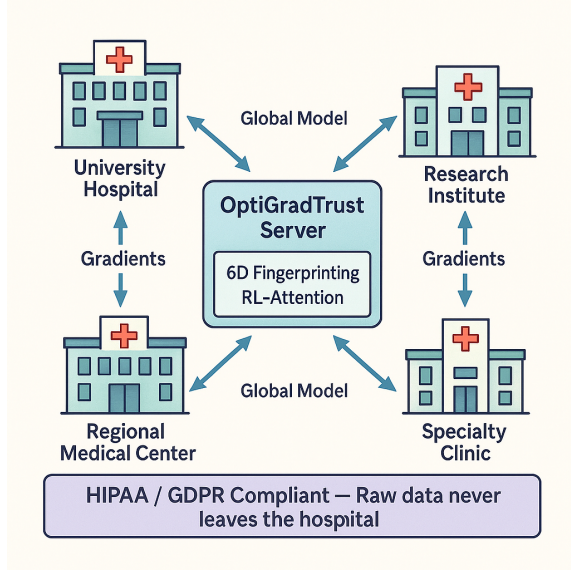 Global Model
University
Hospital
Research
Institute
OptiGradTrust
Server
6D Fingerprinting
RL-Attention
Gradients
Gradients
Global Model
Regional
Medical Center
Specialty
Clinic
HIPAA / GDPR Compliant — Raw data never
leaves the hospital